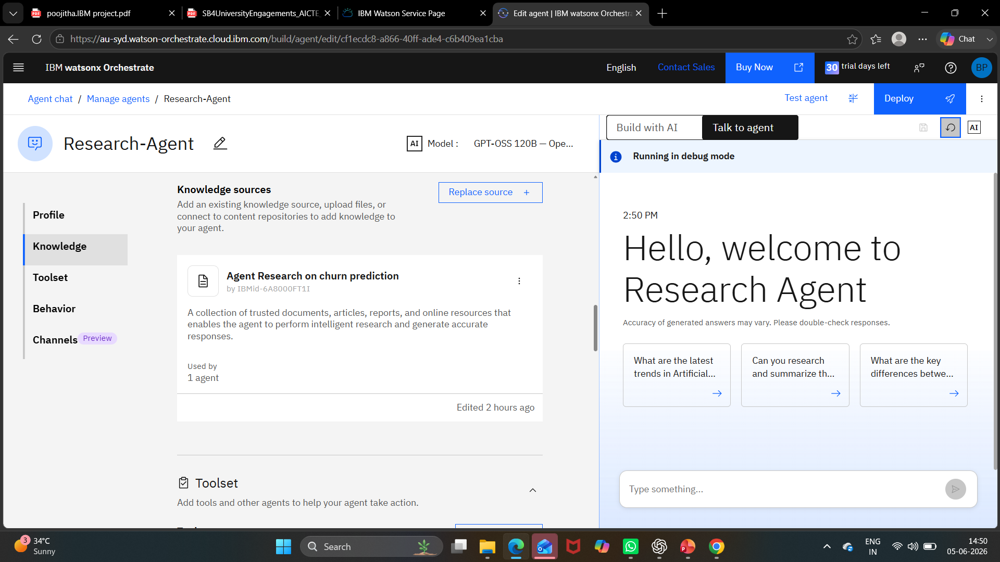 poojitha.IBM project.pdf
SB4UniversityEngagements_AICTE_
IBM Watson Service Page
Edit agent | IBM watsonx Orchestra
https://au-syd.watson-orchestrate.cloud.ibm.com/build/agent/edit/cf1ecdc8-a866-40ff-ade4-c6b409ea1cba
Chat
IBM watsonx Orchestrate
English
Contact Sales
Buy Now
30 trial days left
BP
Agent chat / Manage agents / Research-Agent
Test agent
Deploy
Research-Agent
AI Model : GPT-OSS 120B — Ope...
Build with AI
Talk to agent
AI
Running in debug mode
Profile
Knowledge
Toolset
Behavior
Channels Preview
Knowledge sources
Add an existing knowledge source, upload files, or
connect to content repositories to add knowledge to
your agent.
Replace source +
Agent Research on churn prediction
by IBMid-6A8000FT1I
A collection of trusted documents, articles, reports, and online resources that
enables the agent to perform intelligent research and generate accurate
responses.
Used by
1 agent
Edited 2 hours ago
Toolset
Add tools and other agents to help your agent take action.
2:50 PM
Hello, welcome to
Research Agent
Accuracy of generated answers may vary. Please double-check responses.
What are the latest
trends in Artificial...
Can you research
and summarize th...
What are the key
differences betwe...
Type something...
3
34°C
Sunny
Search
ENG
IN
14:50
05-06-2026